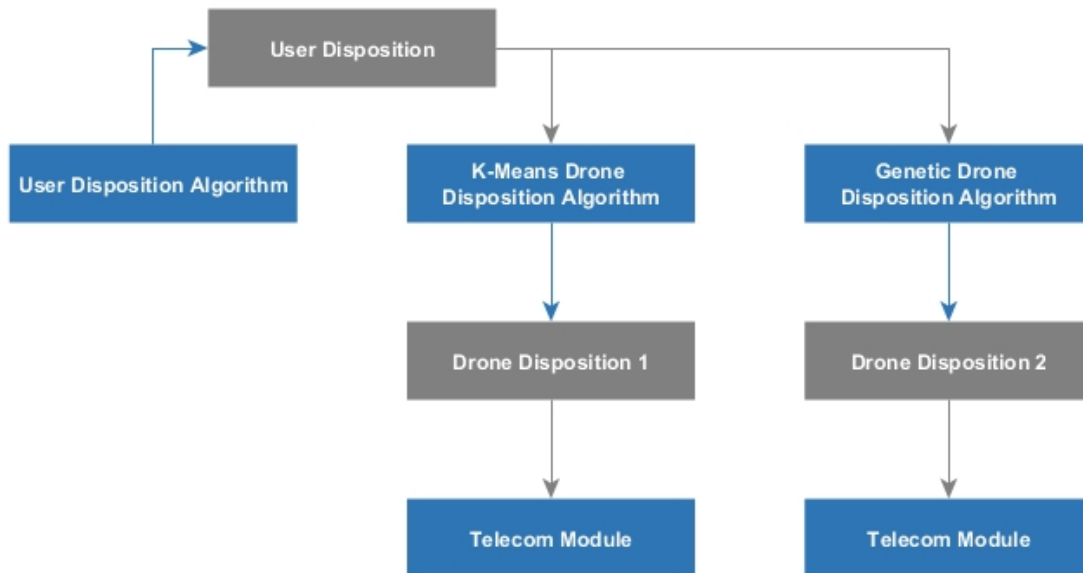 User Disposition
User Disposition Algorithm
K-Means Drone
Disposition Algorithm
Genetic Drone
Disposition Algorithm
Drone Disposition 1
Drone Disposition 2
Telecom Module
Telecom Module